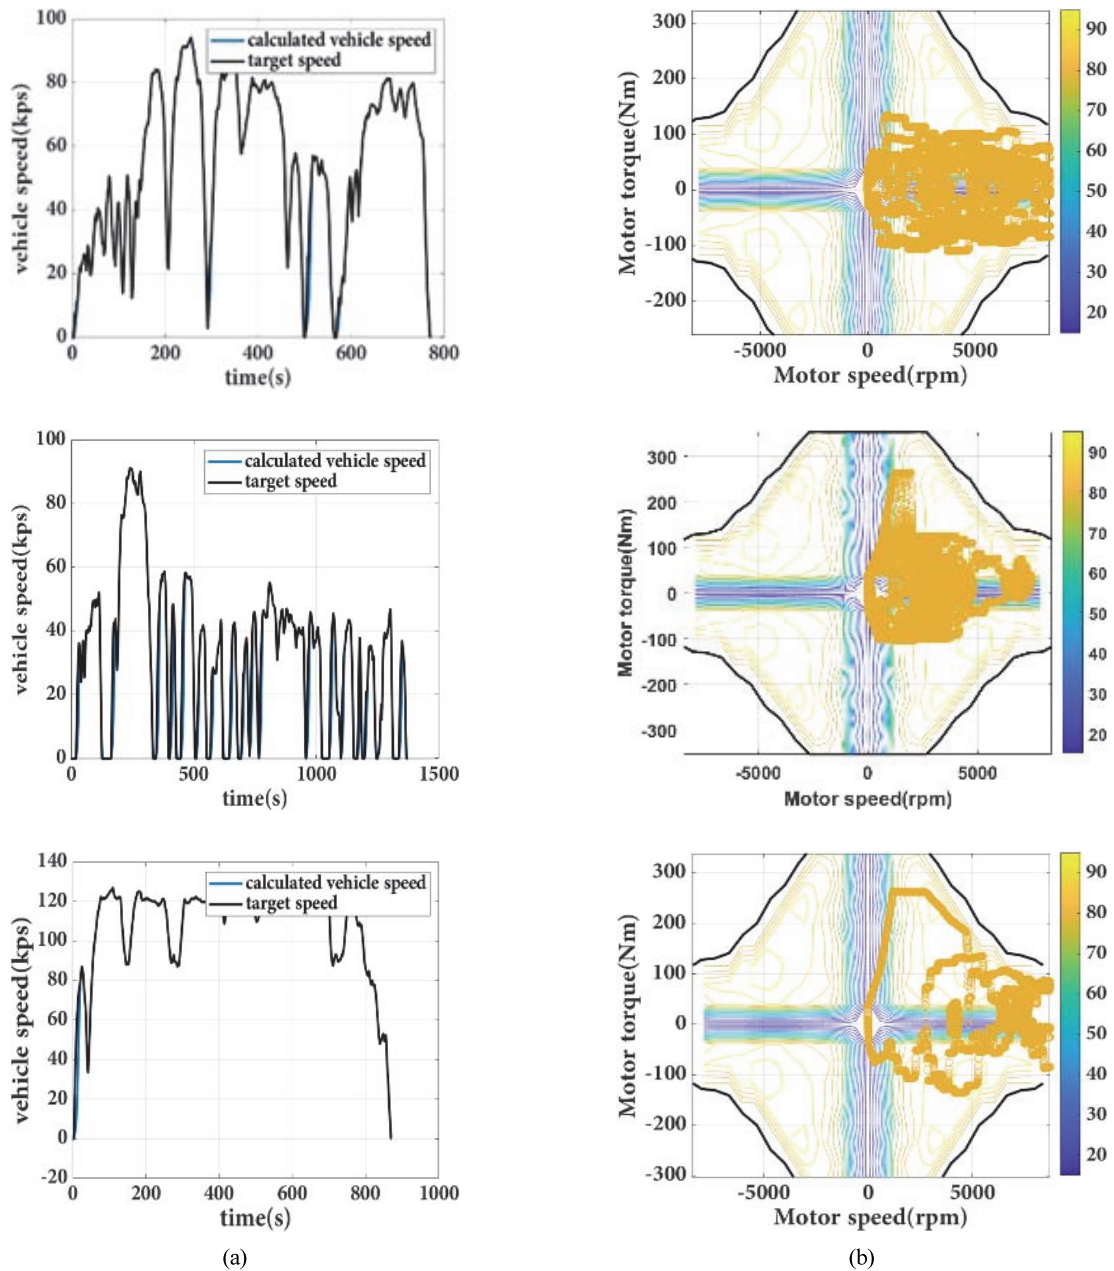 100
80
60
40
20
0
vehicle speed(kps)
calculated vehicle speed
target speed
0 200 400 600 800
time(s)
300
200
100
0
-100
-200
Motor torque(Nm)
-5000 0 5000
Motor speed(rpm)
90
80
70
60
50
40
30
20
100
80
60
40
20
0
vehicle speed(kps)
calculated vehicle speed
target speed
0 500 1000 1500
time(s)
300
200
100
0
-100
-200
-300
Motor torque(Nm)
-5000 0 5000
Motor speed(rpm)
90
80
70
60
50
40
30
20
140
120
100
80
60
40
20
0
-20
vehicle speed(kps)
calculated vehicle speed
target speed
0 200 400 600 800 1000
time(s)
300
200
100
0
-100
-200
-300
Motor torque(Nm)
-5000 0 5000
Motor speed(rpm)
90
80
70
60
50
40
30
20
(a)
(b)